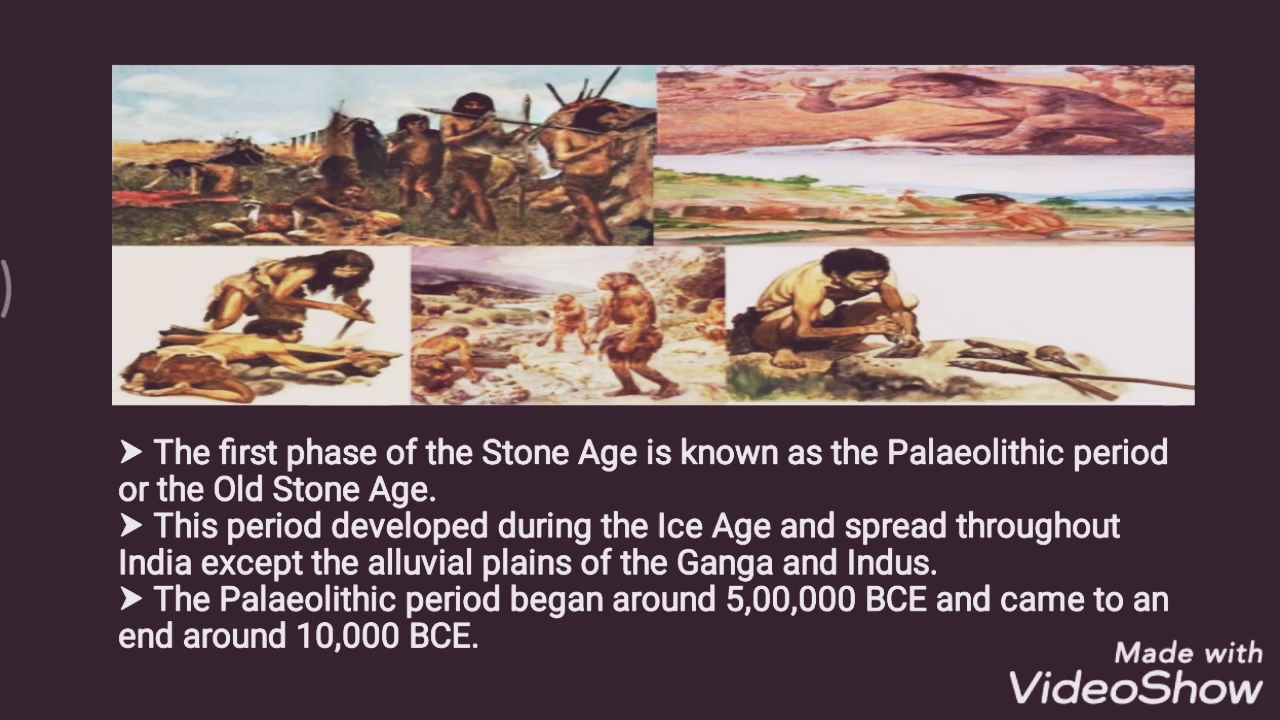 ➤ The first phase of the Stone Age is known as the Palaeolithic period
or the Old Stone Age.
➤ This period developed during the Ice Age and spread throughout
India except the alluvial plains of the Ganga and Indus.
➤ The Palaeolithic period began around 5,00,000 BCE and came to an
end around 10,000 BCE.
Made with
VideoShow